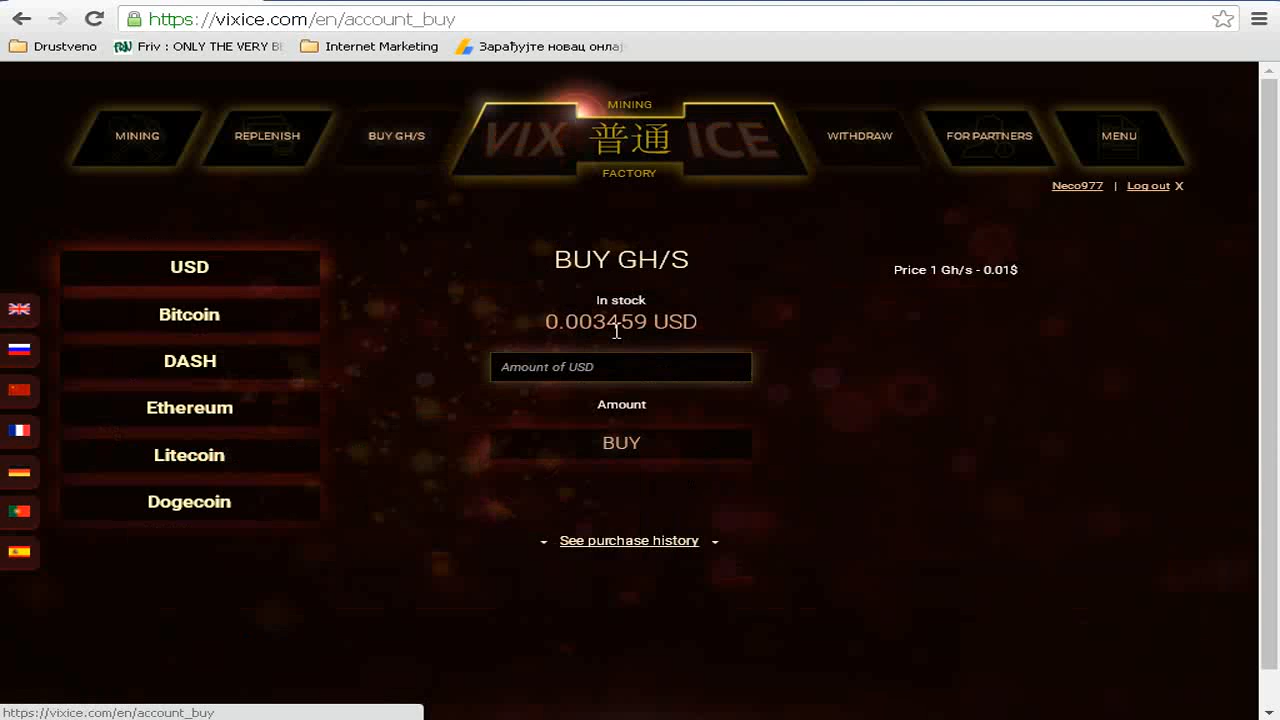 https://vixice.com/en/account_buy
Drustveno
Friv : ONLY THE VERY BE
Internet Marketing
Зарађујте новац онлај
MINING
REPLENISH
BUY GH/S
MINING
VIX 普通 ICE
FACTORY
WITHDRAW
FOR PARTNERS
MENU
Neco977 | Log out X
USD
Bitcoin
DASH
Ethereum
Litecoin
Dogecoin
BUY GH/S
In stock
0.003459 USD
Amount of USD
Amount
BUY
See purchase history
Price 1 Gh/s - 0.01$
https://vixice.com/en/account_buy